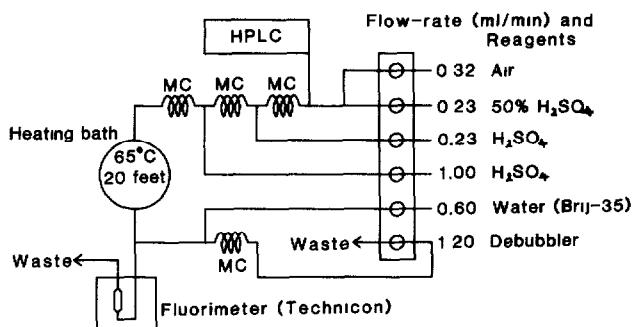 Flow-rate (ml/min) and
Reagents
HPLC
MC
MC
MC
0 32 Air
0 23 50% H₂SO₄
0.23 H₂SO₄
1.00 H₂SO₄
0.60 Water (Brij-35)
1 20 Debubbler
Heating bath
65°C
20 feet
Waste
MC
Waste
Fluorimeter (Technicon)